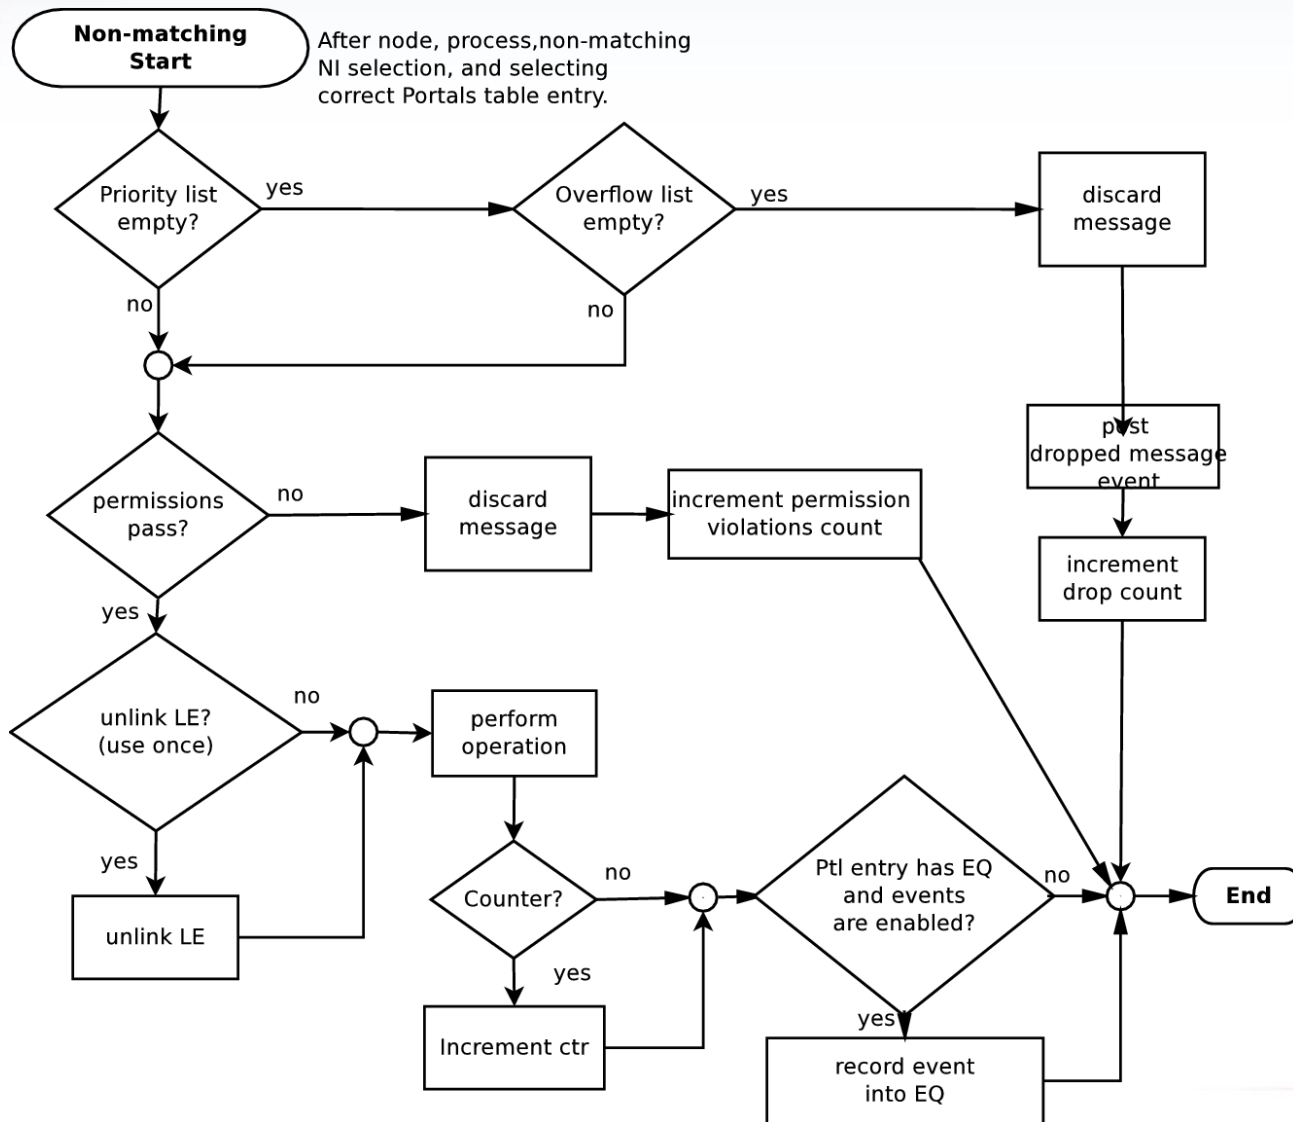 Non-matching
Start
After node, process,non-matching
NI selection, and selecting
correct Portals table entry.
Priority list
empty?
yes
Overflow list
empty?
yes
discard
message
no
no
post
dropped message
event
permissions
pass?
no
discard
message
increment permission
violations count
increment
drop count
yes
unlink LE?
(use once)
no
perform
operation
yes
unlink LE
Counter?
no
Ptl entry has EQ
and events
are enabled?
no
End
yes
Increment ctr
yes
record event
into EQ